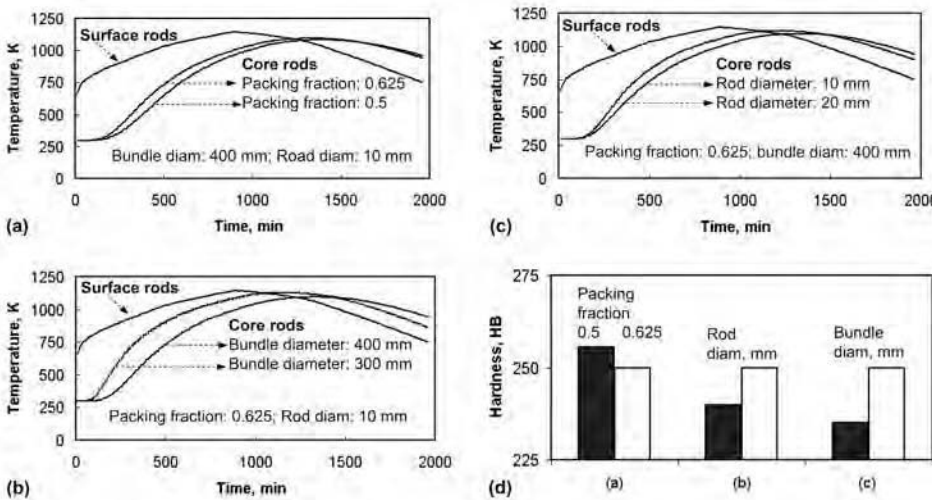 1250
1000
750
500
250
0
Temperature, K
Surface rods
Core rods
Packing fraction: 0.625
Packing fraction: 0.5
Bundle diam: 400 mm; Road diam: 10 mm
0 500 1000 1500 2000
Time, min
(a)
1250
1000
750
500
250
0
Temperature, K
Surface rods
Core rods
Rod diameter: 10 mm
Rod diameter: 20 mm
Packing fraction: 0.625; bundle diam: 400 mm
0 500 1000 1500 2000
Time, min
(c)
1250
1000
750
500
250
0
Temperature, K
Surface rods
Core rods
Bundle diameter: 400 mm
Bundle diameter: 300 mm
Packing fraction: 0.625; Rod diam: 10 mm
0 500 1000 1500 2000
Time, min
(b)
275
250
225
Hardness, HB
Packing
fraction
0.5 0.625
Rod
diam, mm
Bundle
diam, mm
(a) (b) (c)
(d)